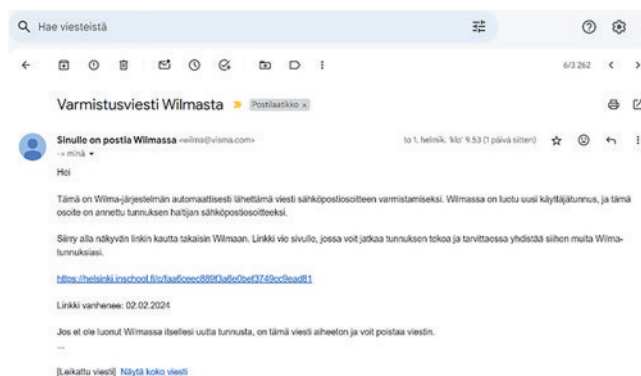 Hae viesteistä
6/3 262
Varmistusviesti Wilmasta
Postilaatikko ×
Sinulle on postia Wilmassa <wilma@visma.com>
to 1. helmik. 'klo' 9.53 (1 päivä sitten)
-> minä
Hei
Tämä on Wilma-järjestelmän automaattisesti lähettämä viesti sähköpostiosoitteen varmistamiseksi. Wilmassa on luotu uusi käyttäjätunnus, ja tämä
osoite on annettu tunnuksen haltijan sähköpostiosoitteeksi.
Siirry alla näkyvän linkin kautta takaisin Wilmaan. Linkki vie sivulle, jossa voit jatkaa tunnuksen tekoa ja tarvittaessa yhdistää siihen muita Wilma-
tunnuksiasi.
https://helsinki.inschool.fi/c/faa6ceec889f3a6e0bef3749cc9ead81
Linkki vanhenee: 02.02.2024
Jos et ole luonut Wilmassa itsellesi uutta tunnusta, on tämä viesti aiheeton ja voit poistaa viestin.
...
[Leikattu viesti] Näytä koko viesti